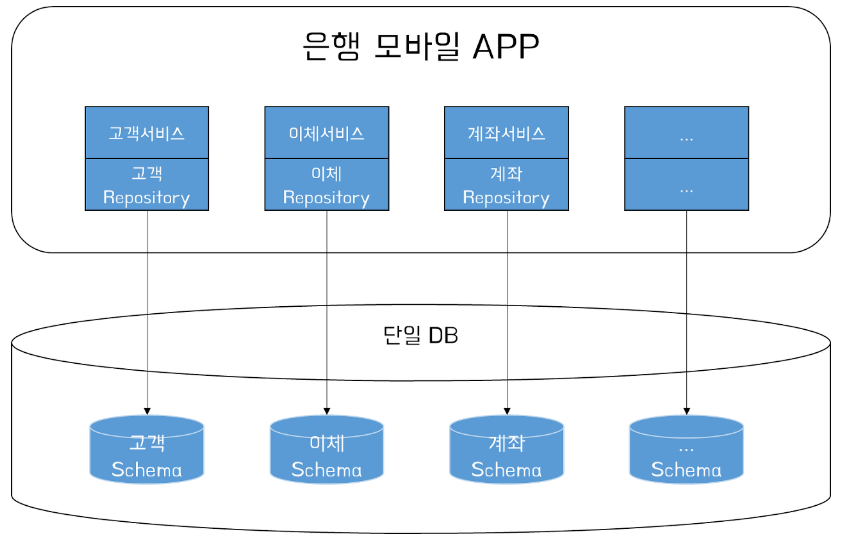 은행 모바일 APP
고객서비스
이체서비스
계좌서비스
...
고객
Repository
이체
Repository
계좌
Repository
...
단일 DB
고객
Schema
이체
Schema
계좌
Schema
...
Schema